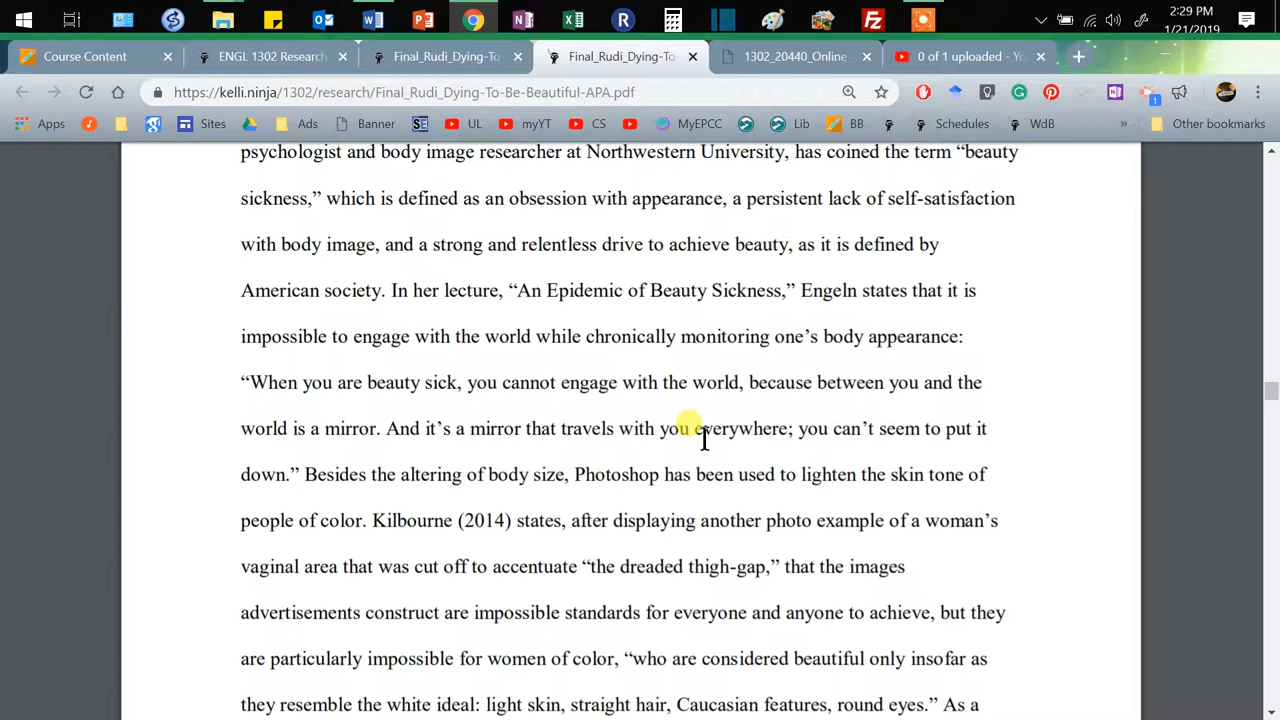 2:29 PM
1/21/2019
Course Content
ENGL 1302 Research
Final_Rudi_Dying-To-
Final_Rudi_Dying-To-
1302_20440_Online
0 of 1 uploaded - Yo
https://kelli.ninja/1302/research/Final_Rudi_Dying-To-Be-Beautiful-APA.pdf
Apps Sites Ads Banner UL myYT CS MyEPCC Lib BB Schedules WdB » Other bookmarks
psychologist and body image researcher at Northwestern University, has coined the term “beauty
sickness,” which is defined as an obsession with appearance, a persistent lack of self-satisfaction
with body image, and a strong and relentless drive to achieve beauty, as it is defined by
American society. In her lecture, “An Epidemic of Beauty Sickness,” Engeln states that it is
impossible to engage with the world while chronically monitoring one’s body appearance:
“When you are beauty sick, you cannot engage with the world, because between you and the
world is a mirror. And it’s a mirror that travels with you everywhere; you can’t seem to put it
down.” Besides the altering of body size, Photoshop has been used to lighten the skin tone of
people of color. Kilbourne (2014) states, after displaying another photo example of a woman’s
vaginal area that was cut off to accentuate “the dreaded thigh-gap,” that the images
advertisements construct are impossible standards for everyone and anyone to achieve, but they
are particularly impossible for women of color, “who are considered beautiful only insofar as
they resemble the white ideal: light skin, straight hair, Caucasian features, round eyes.” As a